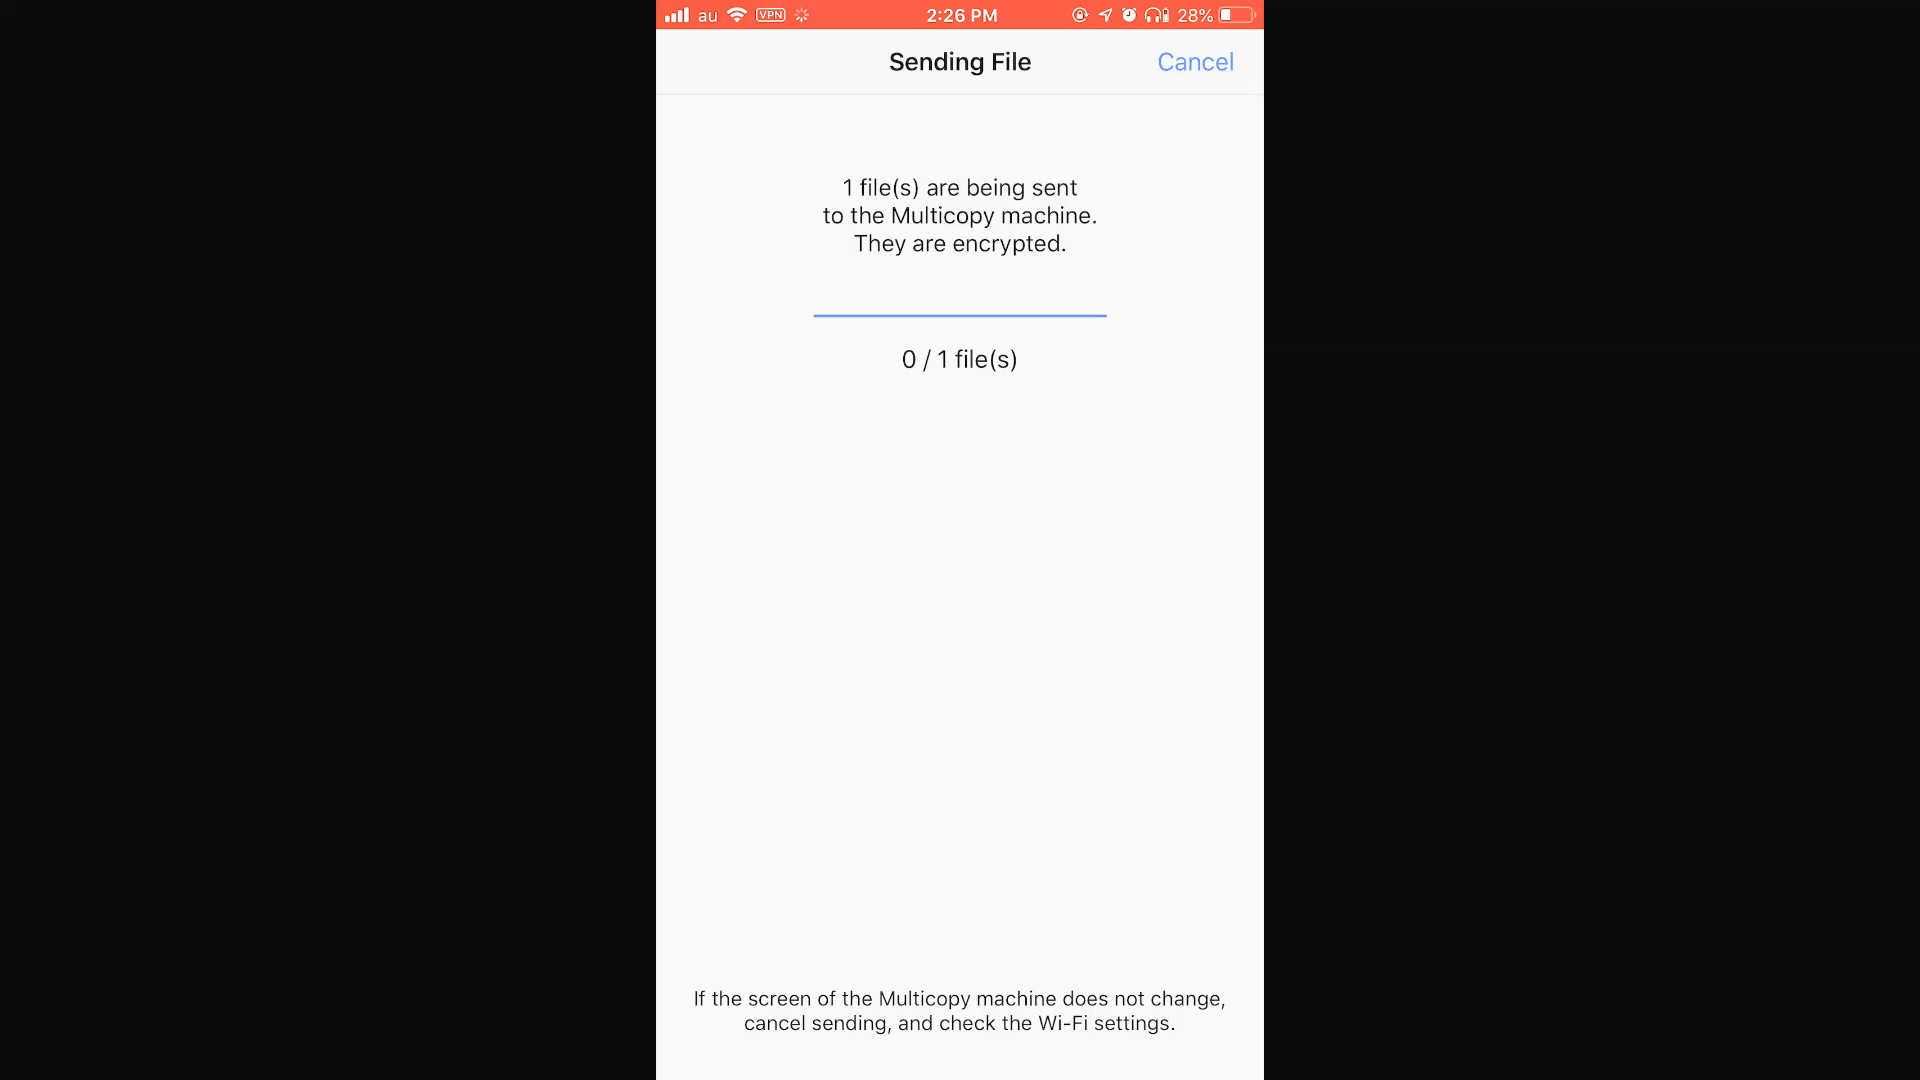 au VPN 2:26 PM 28%
Sending File Cancel
1 file(s) are being sent
to the Multicopy machine.
They are encrypted.
0 / 1 file(s)
If the screen of the Multicopy machine does not change,
cancel sending, and check the Wi-Fi settings.